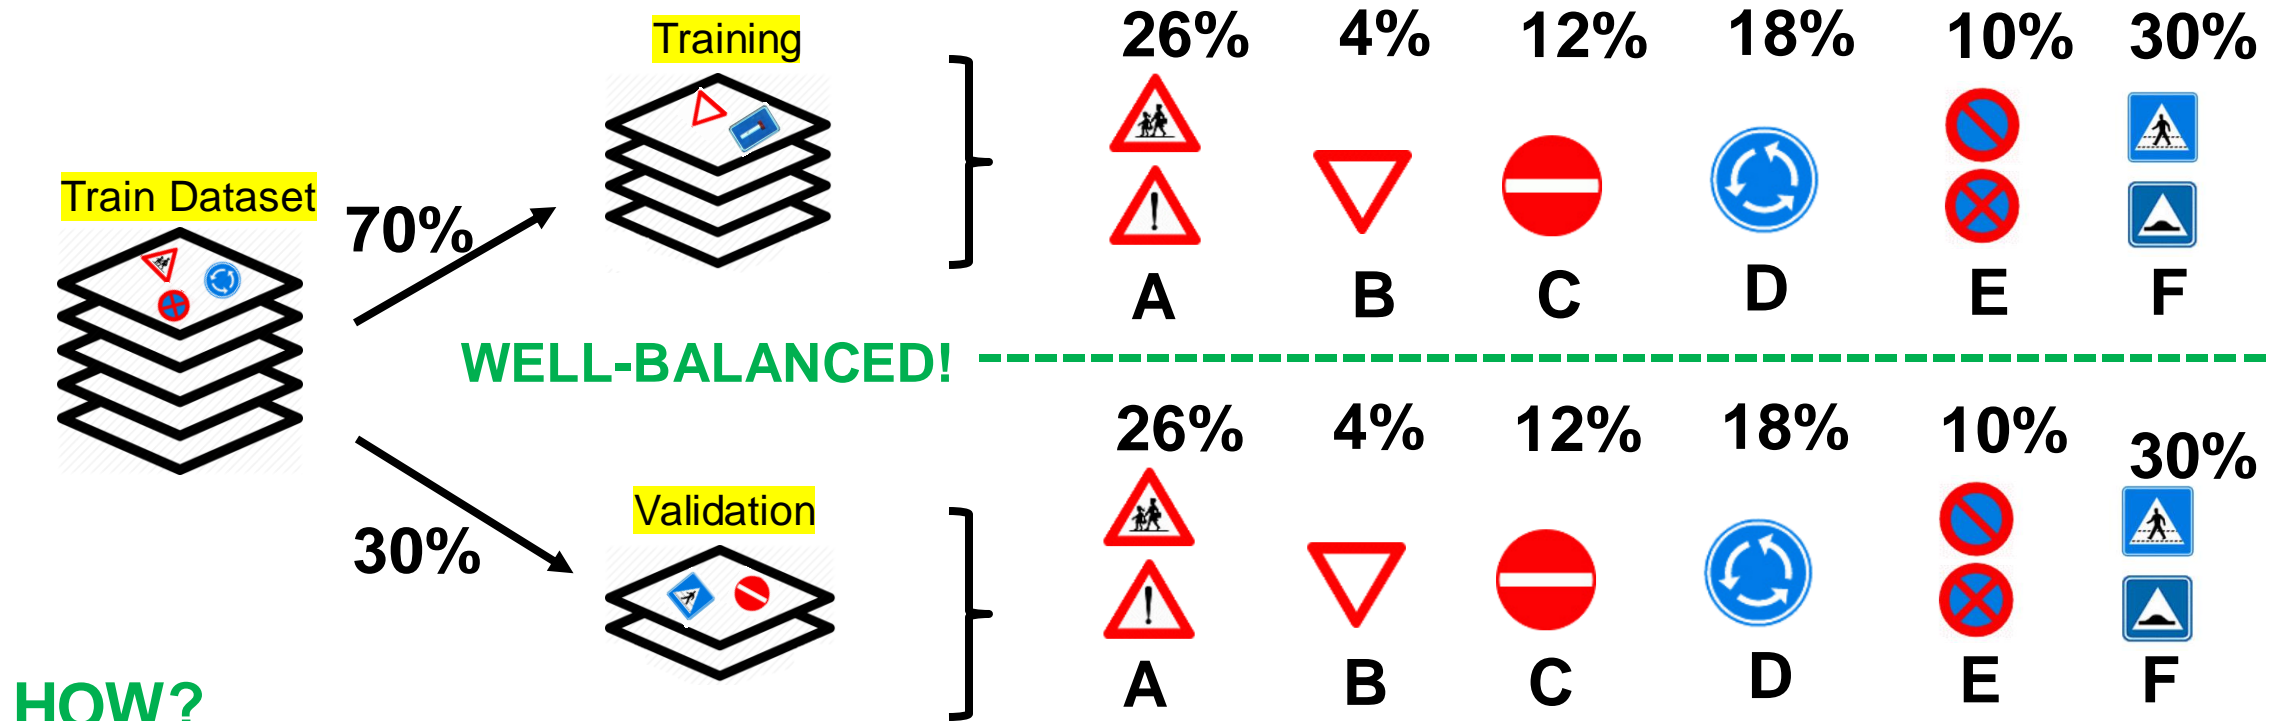 Train Dataset
70%
30%
Training
26% 4% 12% 18% 10% 30%
A B C D E F
WELL-BALANCED!
Validation
26% 4% 12% 18% 10% 30%
A B C D E F
HOW?